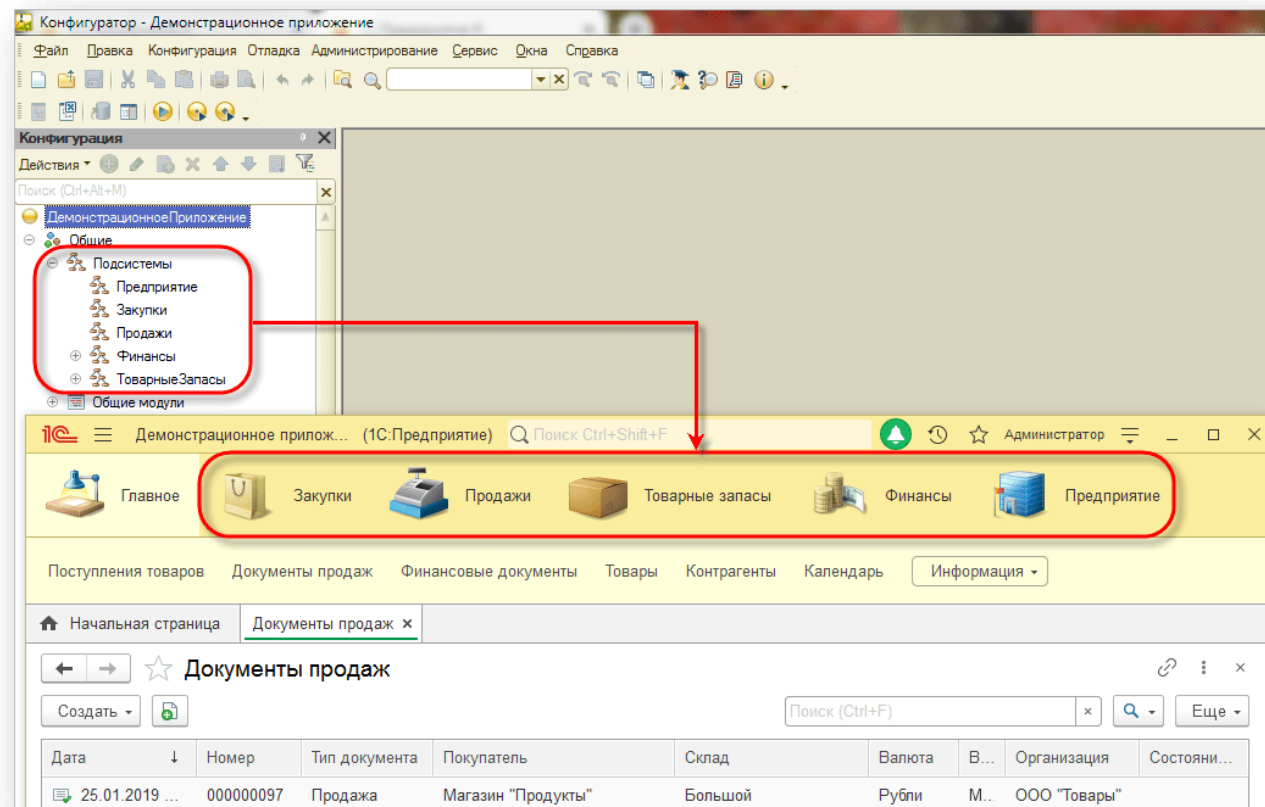 Конфигуратор - Демонстрационное приложение
Файл Правка Конфигурация Отладка Администрирование Сервис Окна Справка
Конфигурация
Действия
Поиск (Ctrl+Alt+M)
ДемонстрационноеПриложение
Общие
Подсистемы
Предприятие
Закупки
Продажи
Финансы
ТоварныеЗапасы
Общие модули
1С Демонстрационное прилож... (1С:Предприятие) Поиск Ctrl+Shift+F Администратор
Главное Закупки Продажи Товарные запасы Финансы Предприятие
Поступления товаров Документы продаж Финансовые документы Товары Контрагенты Календарь Информация
Начальная страница Документы продаж
Документы продаж
Создать Поиск (Ctrl+F) Еще
Дата Номер Тип документа Покупатель Склад Валюта В... Организация Состояни...
25.01.2019 ... 000000097 Продажа Магазин "Продукты" Большой Рубли М... ООО "Товары"